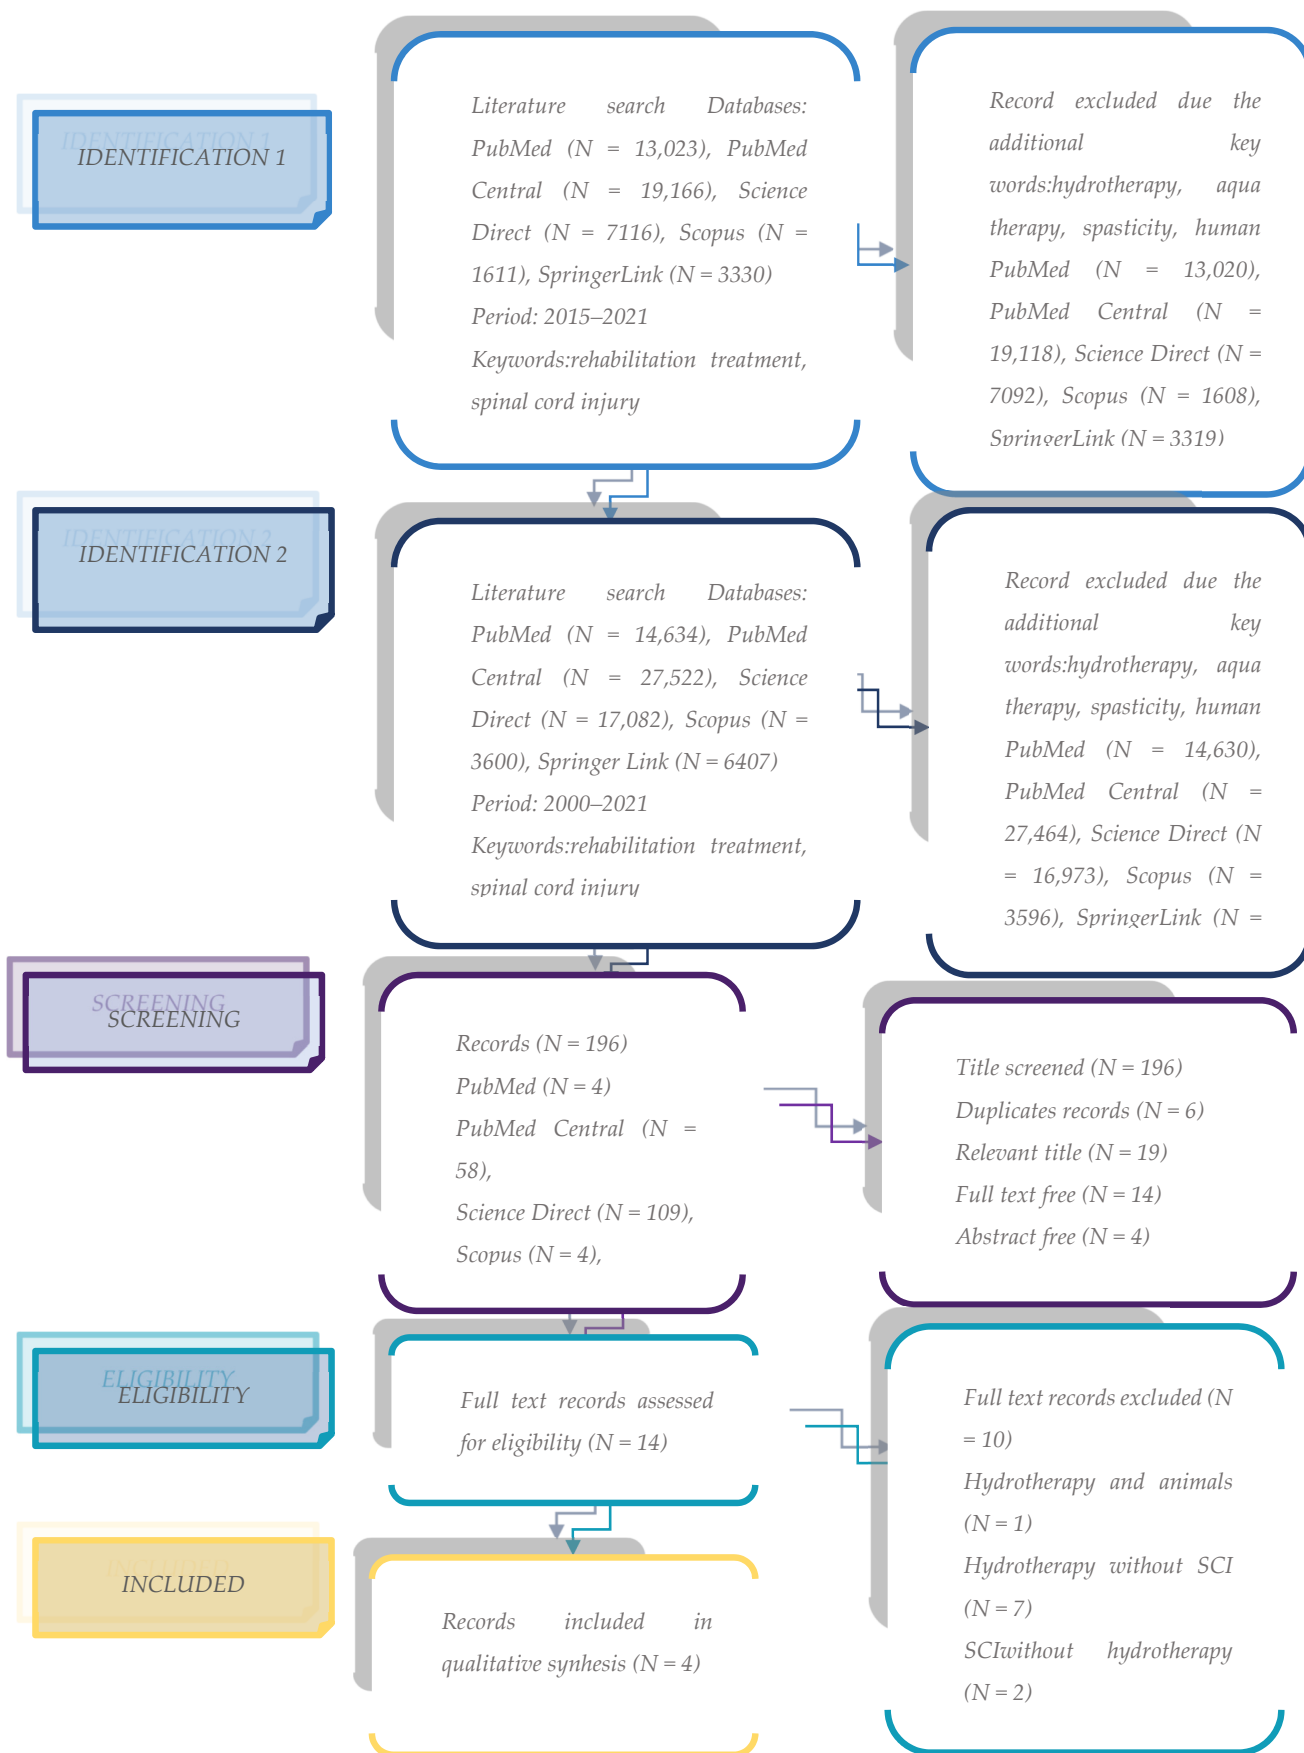 IDENTIFICATION 1
IDENTIFICATION 1
Literature search Databases:
PubMed (N = 13,023), PubMed
Central (N = 19,166), Science
Direct (N = 7116), Scopus (N =
1611), SpringerLink (N = 3330)
Period: 2015–2021
Keywords:rehabilitation treatment,
spinal cord injury
Record excluded due the
additional key
words:hydrotherapy, aqua
therapy, spasticity, human
PubMed (N = 13,020),
PubMed Central (N =
19,118), Science Direct (N =
7092), Scopus (N = 1608),
SpringerLink (N = 3319)
IDENTIFICATION 2
IDENTIFICATION 2
Literature search Databases:
PubMed (N = 14,634), PubMed
Central (N = 27,522), Science
Direct (N = 17,082), Scopus (N =
3600), Springer Link (N = 6407)
Period: 2000–2021
Keywords:rehabilitation treatment,
spinal cord injury
Record excluded due the
additional key
words:hydrotherapy, aqua
therapy, spasticity, human
PubMed (N = 14,630),
PubMed Central (N =
27,464), Science Direct (N
= 16,973), Scopus (N =
3596), SpringerLink (N =
SCREENING
SCREENING
Records (N = 196)
PubMed (N = 4)
PubMed Central (N =
58),
Science Direct (N = 109),
Scopus (N = 4),
Title screened (N = 196)
Duplicates records (N = 6)
Relevant title (N = 19)
Full text free (N = 14)
Abstract free (N = 4)
ELIGIBILITY
ELIGIBILITY
Full text records assessed
for eligibility (N = 14)
Full text records excluded (N
= 10)
Hydrotherapy and animals
(N = 1)
Hydrotherapy without SCI
(N = 7)
SCIwithout hydrotherapy
(N = 2)
INCLUDED
INCLUDED
Records included in
qualitative synhesis (N = 4)